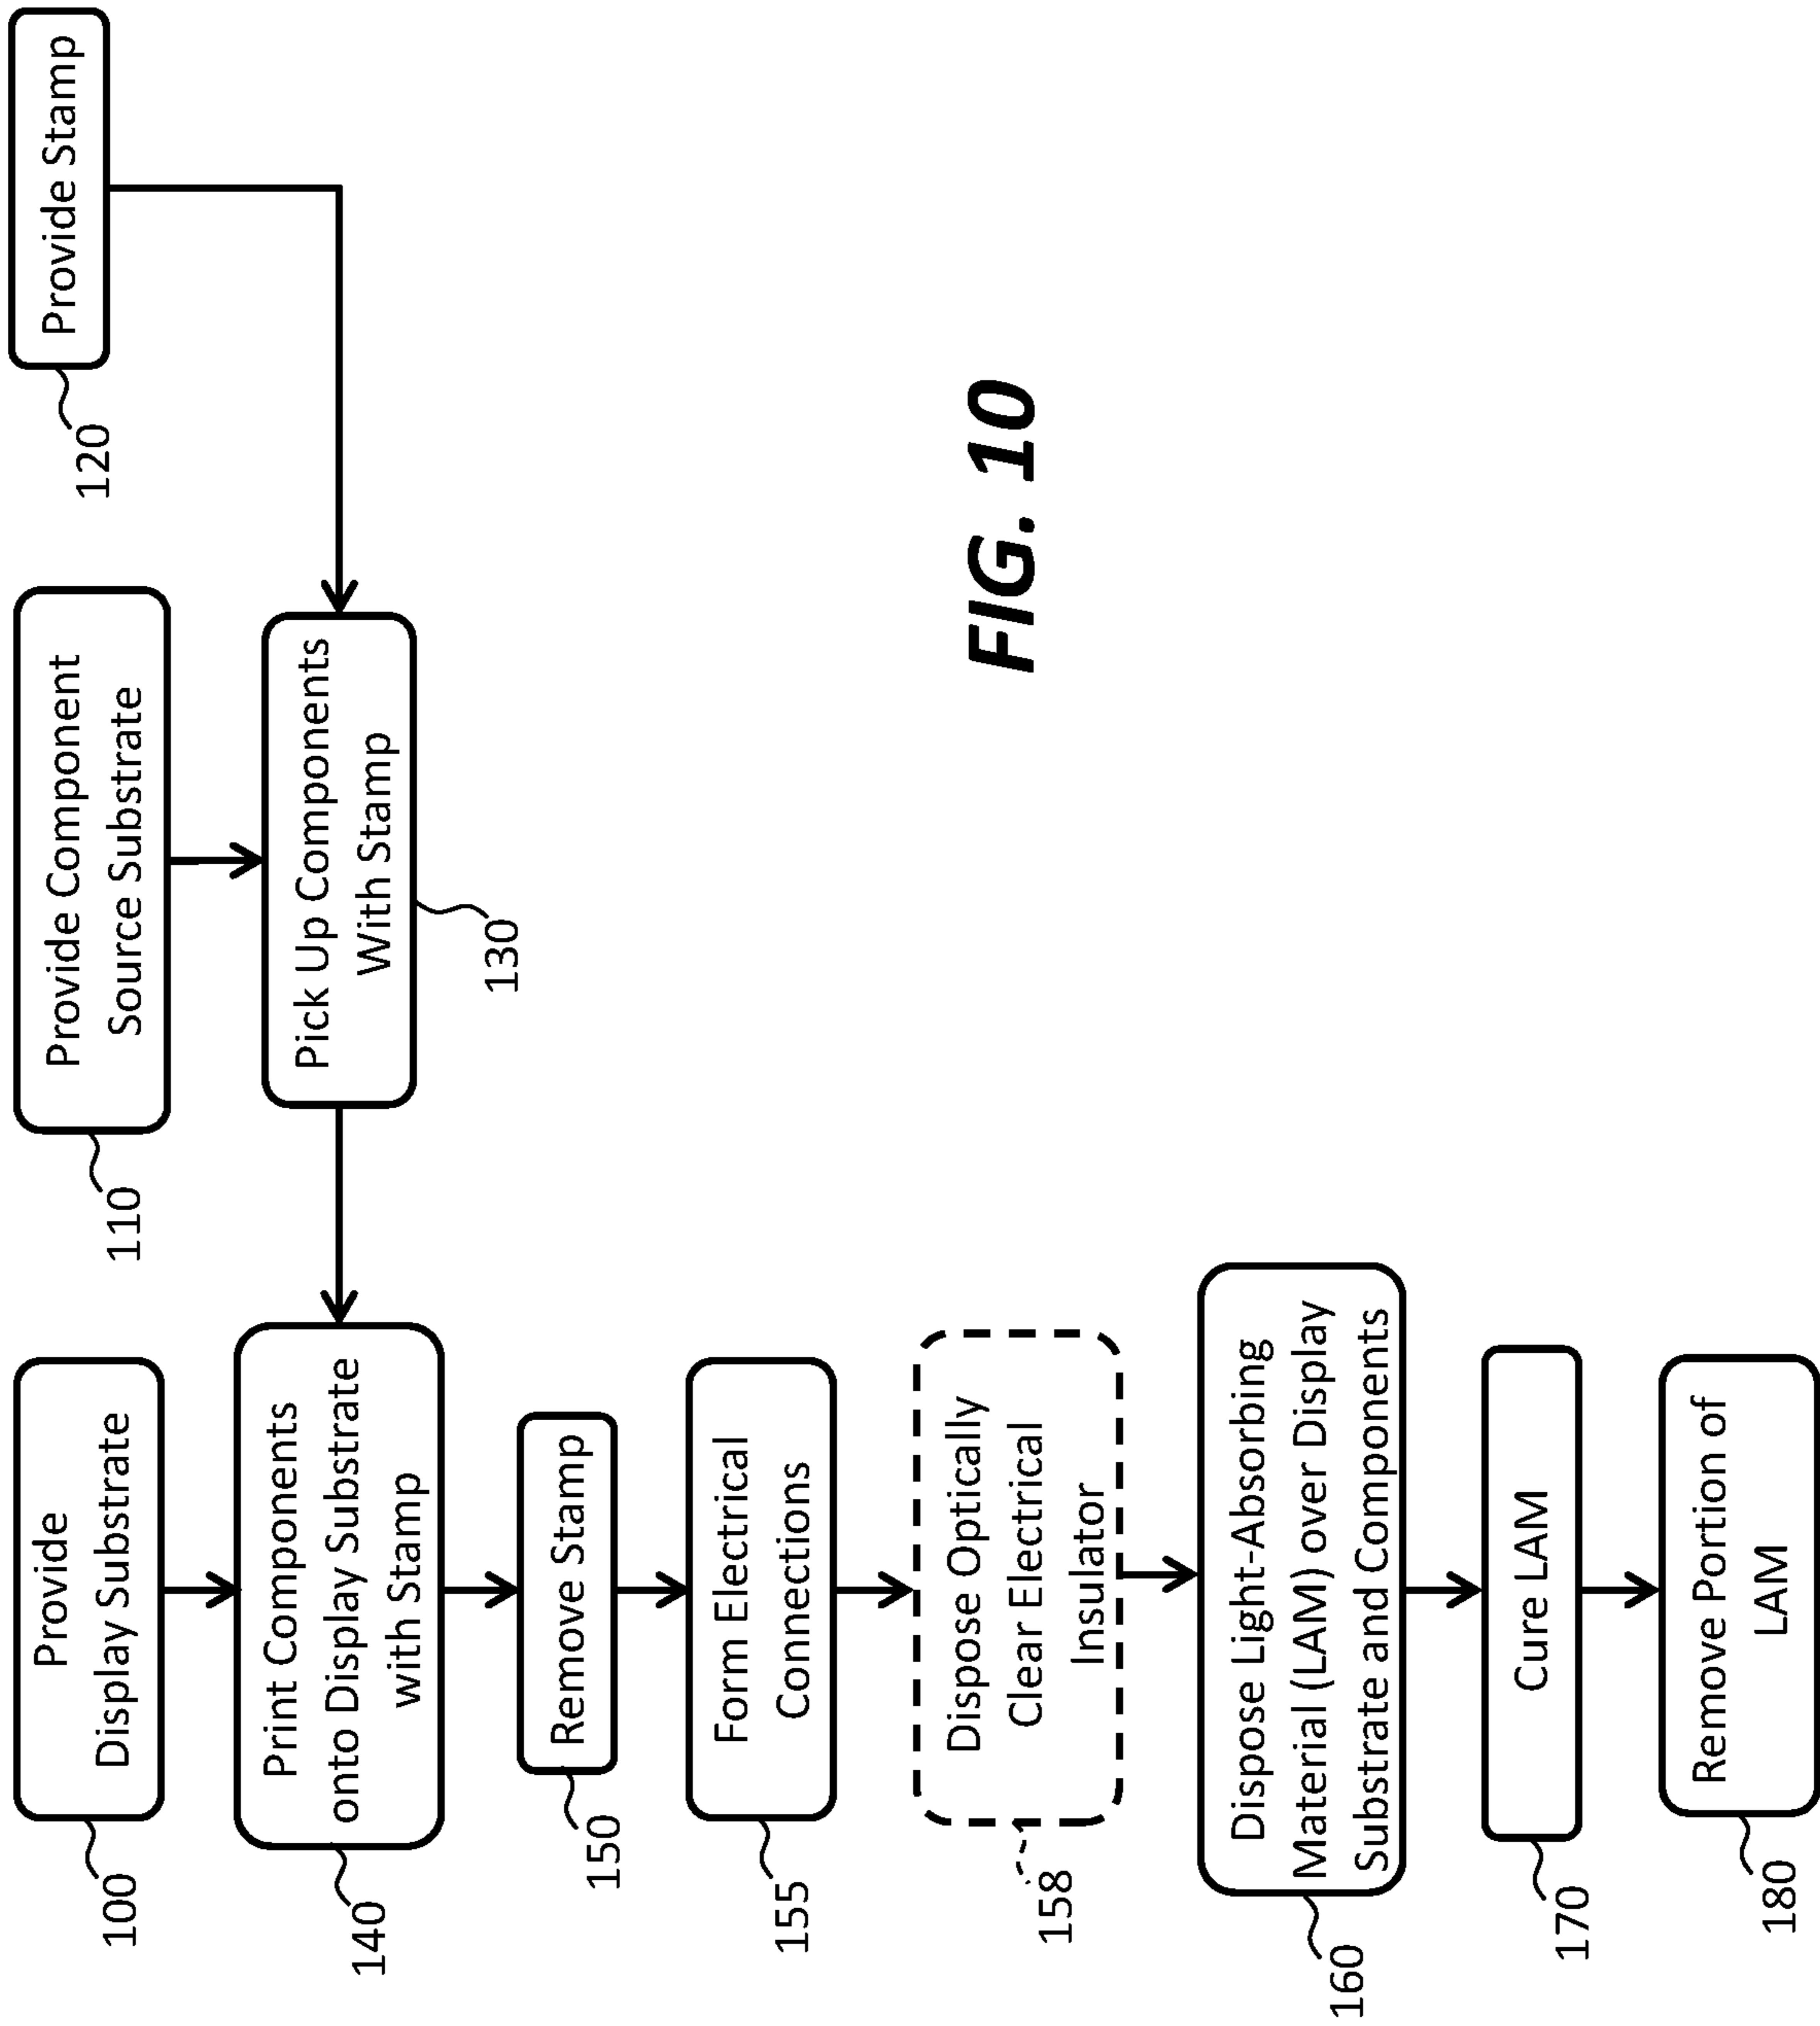 Provide
Display Substrate
100
Provide Component
Source Substrate
110
Provide Stamp
120
Pick Up Components
With Stamp
130
Print Components
onto Display Substrate
with Stamp
140
Remove Stamp
150
Form Electrical
Connections
155
Dispose Optically
Clear Electrical
Insulator
158
Dispose Light-Absorbing
Material (LAM) over Display
Substrate and Components
160
Cure LAM
170
Remove Portion of
LAM
180
FIG. 10